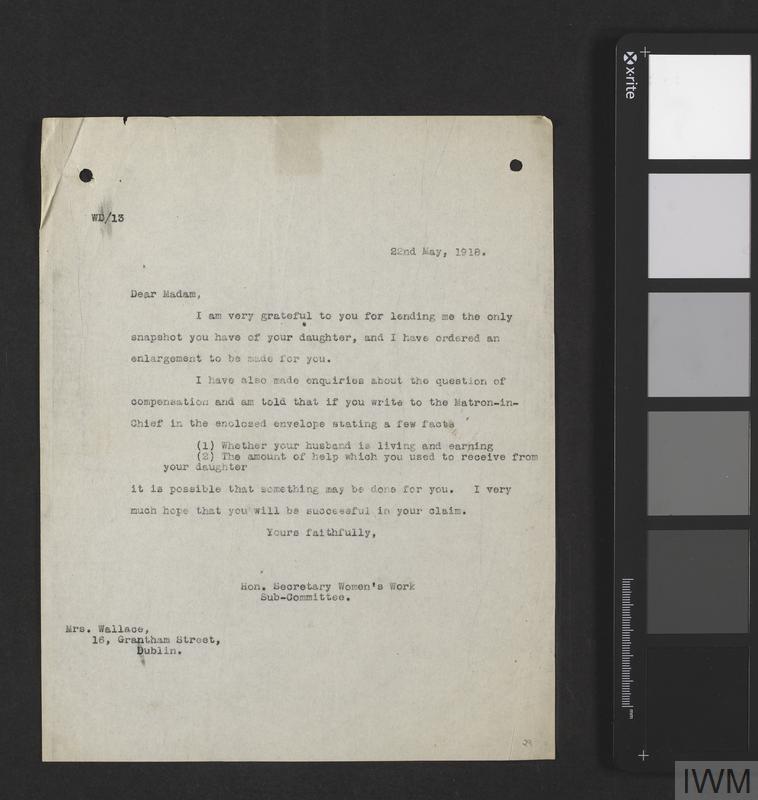 WD/13
22nd May, 1918.
Dear Madam,
I am very grateful to you for lending me the only
snapshot you have of your daughter, and I have ordered an
enlargement to be made for you.
I have also made enquiries about the question of
compensation and am told that if you write to the Matron-in-
Chief in the enclosed envelope stating a few facts
(1) Whether your husband is living and earning
(2) The amount of help which you used to receive from
your daughter
it is possible that something may be done for you. I very
much hope that you will be successful in your claim.
Yours faithfully,
Hon. Secretary Women's Work
Sub-Committee.
Mrs. Wallace,
16, Grantham Street,
Dublin.
x-rite
mm
IWM